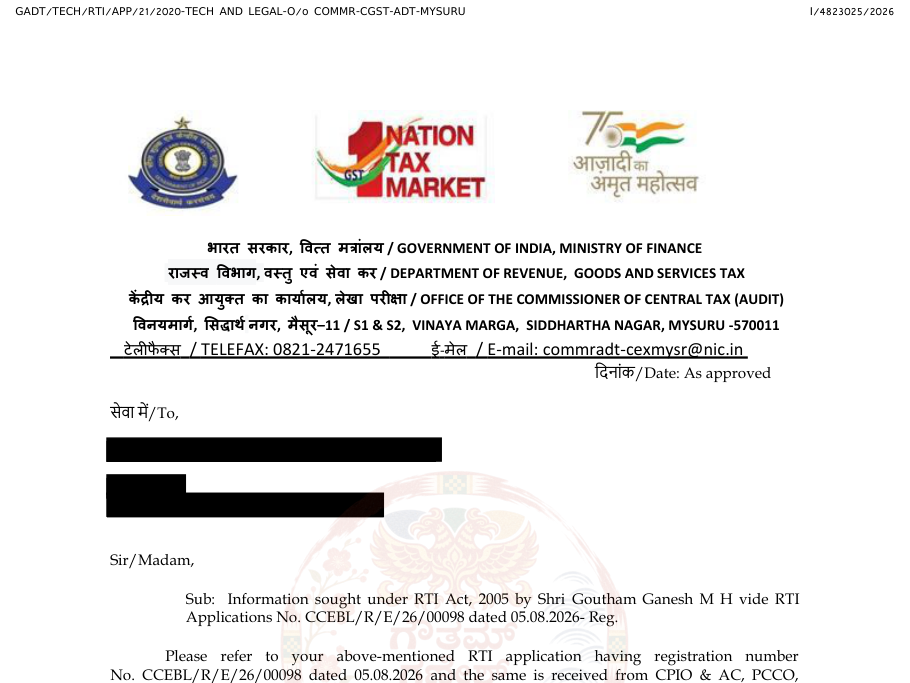 GADT/TECH/RTI/APP/21/2020-TECH AND LEGAL-O/o COMMR-CGST-ADT-MYSURU I/4823025/2026
1 NATION
TAX
MARKET
GST
75
आज़ादी का
अमृत महोत्सव
भारत सरकार, वित्त मत्रांलय / GOVERNMENT OF INDIA, MINISTRY OF FINANCE
राजस्व विभाग, वस्तु एवं सेवा कर / DEPARTMENT OF REVENUE, GOODS AND SERVICES TAX
केंद्रीय कर आयुक्त का कार्यालय, लेखा परीक्षा / OFFICE OF THE COMMISSIONER OF CENTRAL TAX (AUDIT)
विनयमार्ग, सिद्धार्थ नगर, मैसूर–11 / S1 & S2, VINAYA MARGA, SIDDHARTHA NAGAR, MYSURU -570011
टेलीफैक्स / TELEFAX: 0821-2471655 ई-मेल / E-mail: commradt-cexmysr@nic.in
दिनांक/Date: As approved
सेवा में/To,
Sir/Madam,
Sub: Information sought under RTI Act, 2005 by Shri Goutham Ganesh M H vide RTI
Applications No. CCEBL/R/E/26/00098 dated 05.08.2026- Reg.
ಗೌತಮ್
Please refer to your above-mentioned RTI application having registration number
No. CCEBL/R/E/26/00098 dated 05.08.2026 and the same is received from CPIO & AC, PCCO,